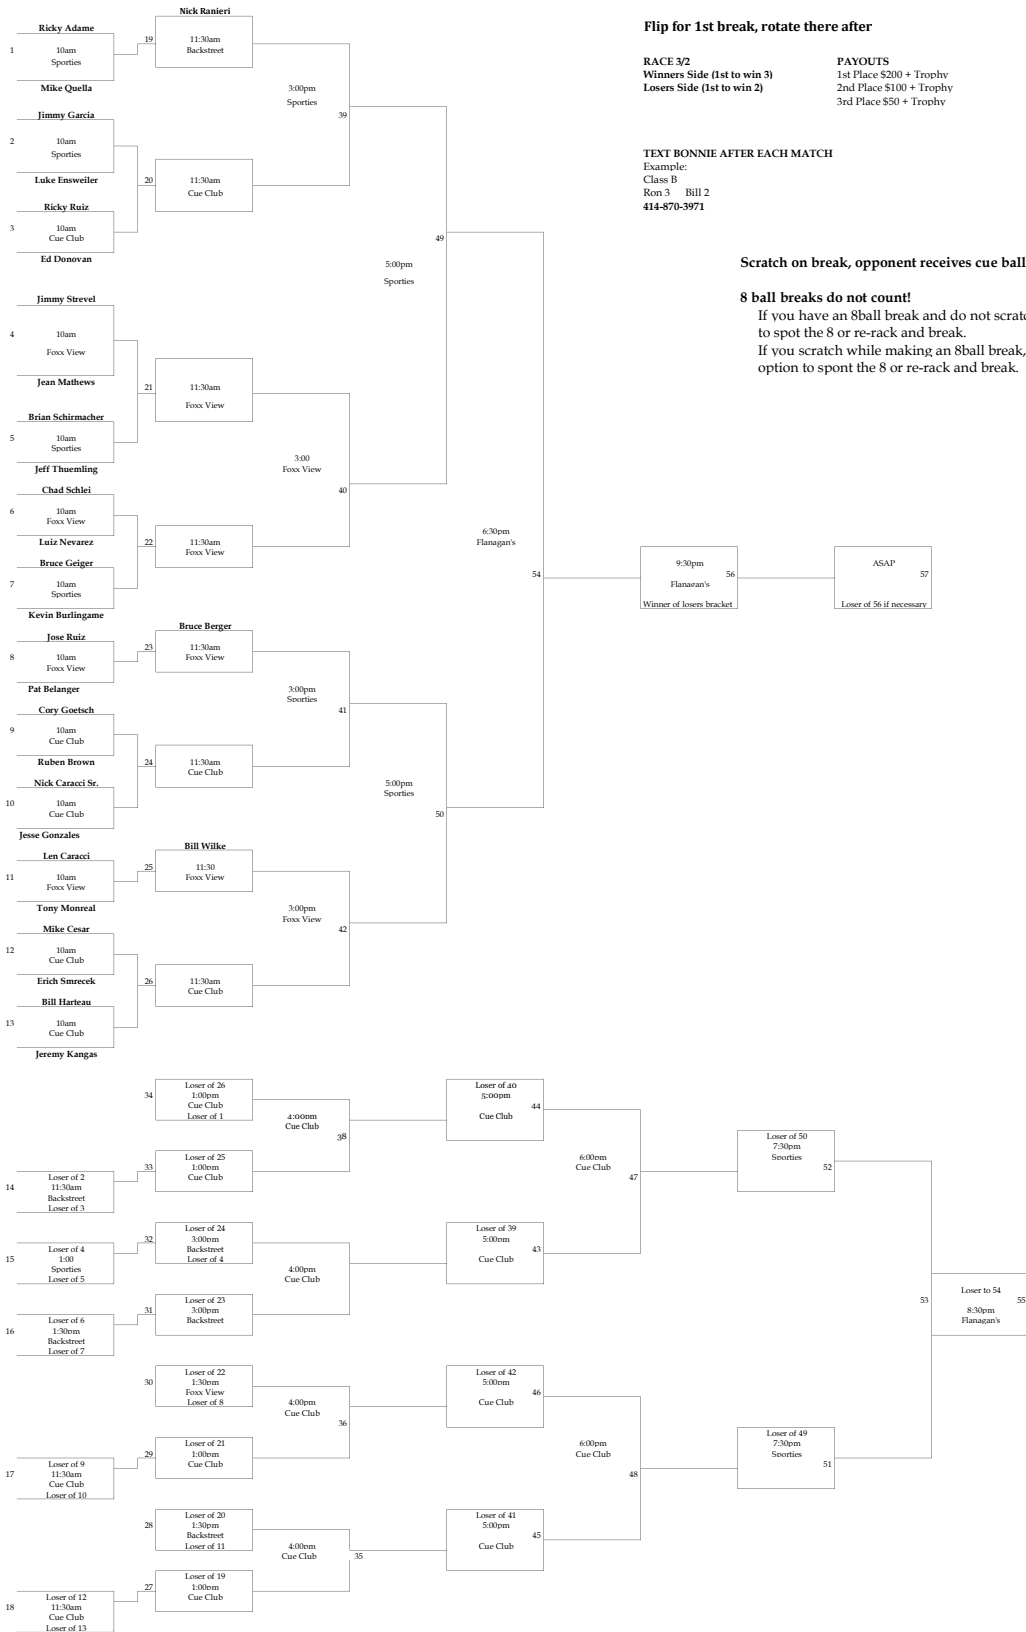 Nick Ranieri
Ricky Adame
1
10am
Sporties
Mike Quella
19
11:30am
Backstreet
Jimmy Garcia
2
10am
Sporties
Luke Ensweiler
20
11:30am
Cue Club
Ricky Ruiz
3
10am
Cue Club
Ed Donovan
3:00pm
Sporties
39
Flip for 1st break, rotate there after
RACE 3/2
Winners Side (1st to win 3)
Losers Side (1st to win 2)
PAYOUTS
1st Place $200 + Trophy
2nd Place $100 + Trophy
3rd Place $50 + Trophy
TEXT BONNIE AFTER EACH MATCH
Example:
Class B
Ron 3 Bill 2
414-870-3971
49
5:00pm
Sporties
Scratch on break, opponent receives cue ball
8 ball breaks do not count!
If you have an 8ball break and do not scratc
to spot the 8 or re-rack and break.
If you scratch while making an 8ball break,
option to spont the 8 or re-rack and break.
Jimmy Strevel
4
10am
Foxx View
Jean Mathews
21
11:30am
Foxx View
Brian Schirmacher
5
10am
Sporties
Jeff Thuemling
3:00
Foxx View
40
Chad Schlei
6
10am
Foxx View
Luiz Nevarez
22
11:30am
Foxx View
Bruce Geiger
7
10am
Sporties
Kevin Burlingame
6:30pm
Flanagan's
54
9:30pm
56
Flanagan's
Winner of losers bracket
ASAP
57
Loser of 56 if necessary
Bruce Berger
Jose Ruiz
8
10am
Foxx View
Pat Belanger
23
11:30am
Foxx View
3:00pm
Sporties
41
Cory Goetsch
9
10am
Cue Club
Ruben Brown
24
11:30am
Cue Club
Nick Caracci Sr.
10
10am
Cue Club
Jesse Gonzales
5:00pm
Sporties
50
Bill Wilke
Len Caracci
11
10am
Foxx View
Tony Monreal
25
11:30
Foxx View
3:00pm
Foxx View
42
Mike Cesar
12
10am
Cue Club
Erich Smrecek
26
11:30am
Cue Club
Bill Harteau
13
10am
Cue Club
Jeremy Kangas
34
Loser of 26
1:00pm
Cue Club
Loser of 1
4:00pm
Cue Club
38
Loser of 40
5:00pm
44
Cue Club
33
Loser of 25
1:00pm
Cue Club
14
Loser of 2
11:30am
Backstreet
Loser of 3
6:00pm
Cue Club
47
Loser of 50
7:30pm
Sporties
52
32
Loser of 24
3:00pm
Backstreet
Loser of 4
15
Loser of 4
1:00
Sporties
Loser of 5
4:00pm
Cue Club
Loser of 39
5:00pm
43
Cue Club
31
Loser of 23
3:00pm
Backstreet
16
Loser of 6
1:30pm
Backstreet
Loser of 7
53
Loser to 54
55
8:30pm
Flanagan's
30
Loser of 22
1:30pm
Foxx View
Loser of 8
4:00pm
Cue Club
36
Loser of 42
5:00pm
46
Cue Club
29
Loser of 21
1:00pm
Cue Club
17
Loser of 9
11:30am
Cue Club
Loser of 10
6:00pm
Cue Club
48
Loser of 49
7:30pm
Sporties
51
28
Loser of 20
1:30pm
Backstreet
Loser of 11
4:00pm
Cue Club
35
Loser of 41
5:00pm
45
Cue Club
27
Loser of 19
1:00pm
Cue Club
18
Loser of 12
11:30am
Cue Club
Loser of 13